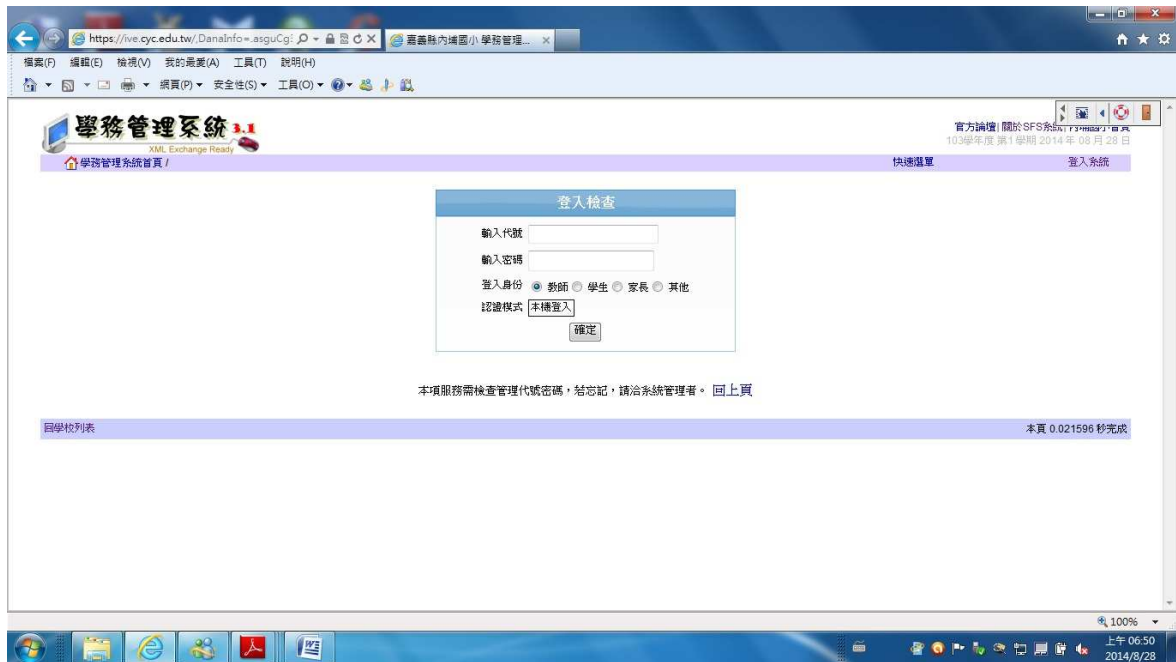 https://ive.cyc.edu.tw/,DanaInfo=.asguCg:
嘉義縣內埔國小 學務管理...
檔案(F) 編輯(E) 檢視(V) 我的最愛(A) 工具(T) 說明(H)
網頁(P) 安全性(S) 工具(O)
學務管理系統 3.1
XML Exchange Ready
官方論壇| 關於SFS系統| 內埔國小首頁
103學年度 第1學期 2014 年 08 月 28 日
學務管理系統首頁 /
快速選單
登入系統
登入檢查
輸入代號
輸入密碼
登入身份 教師 學生 家長 其他
認證模式 本機登入
確定
本項服務需檢查管理代號密碼，若忘記，請洽系統管理者。 回上頁
回學校列表
本頁 0.021596 秒完成
100%
上午 06:50
2014/8/28